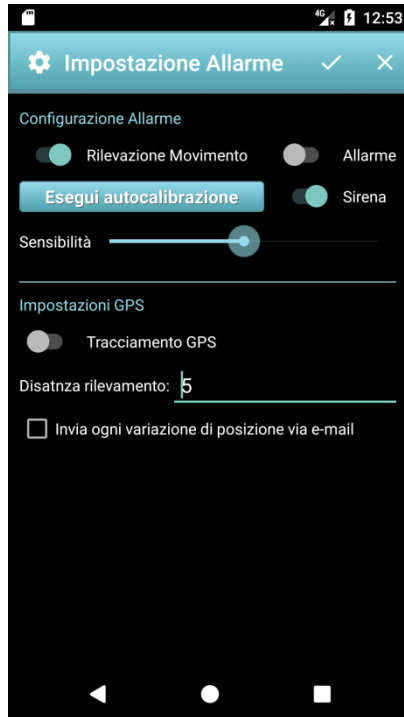 4G 12:53
Impostazione Allarme
Configurazione Allarme
Rilevazione Movimento Allarme
Esegui autocalibrazione Sirena
Sensibilità
Impostazioni GPS
Tracciamento GPS
Disatnza rilevamento: 5
Invia ogni variazione di posizione via e-mail